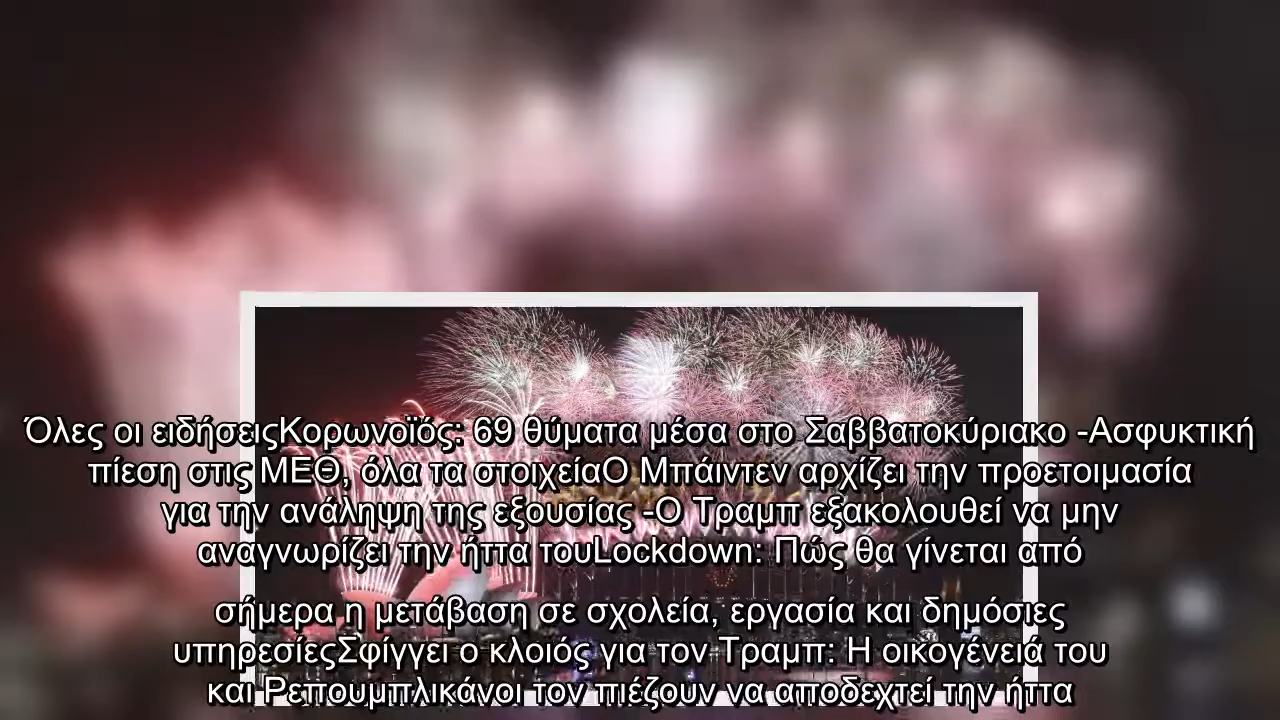 Όλες οι ειδήσειςΚορωνοϊός: 69 θύματα μέσα στο Σαββατοκύριακο -Ασφυκτική
πίεση στις ΜΕΘ, όλα τα στοιχείαΟ Μπάιντεν αρχίζει την προετοιμασία
για την ανάληψη της εξουσίας -Ο Τραμπ εξακολουθεί να μην
αναγνωρίζει την ήττα τουLockdown: Πώς θα γίνεται από
σήμερα η μετάβαση σε σχολεία, εργασία και δημόσιες
υπηρεσίεςΣφίγγει ο κλοιός για τον Τραμπ: Η οικογένειά του
και Ρεπουμπλικάνοι τον πιέζουν να αποδεχτεί την ήττα